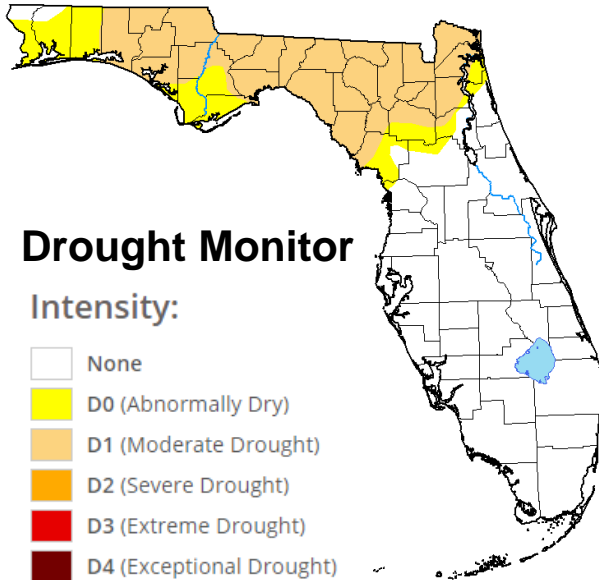 Drought Monitor
Intensity:
None
D0 (Abnormally Dry)
D1 (Moderate Drought)
D2 (Severe Drought)
D3 (Extreme Drought)
D4 (Exceptional Drought)